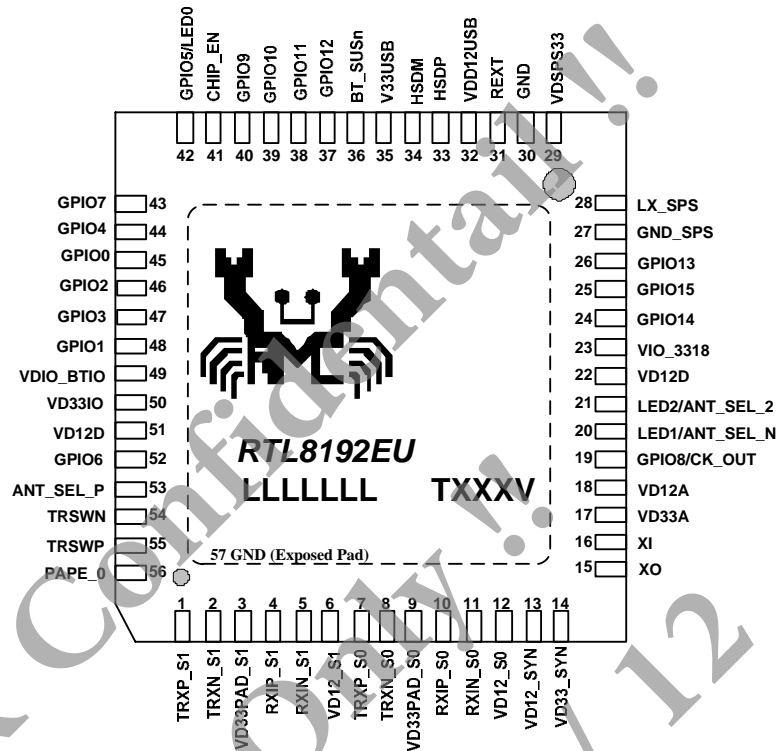 GPIO5/LED0
CHIP_EN
GPIO9
GPIO10
GPIO11
GPIO12
BT_SUSn
V33USB
HSDM
HSDP
VDD12USB
REXT
GND
VDSPS33
42 41 40 39 38 37 36 35 34 33 32 31 30 29
GPIO7 43
GPIO4 44
GPIO0 45
GPIO2 46
GPIO3 47
GPIO1 48
VDIO_BTIO 49
VD33IO 50
VD12D 51
GPIO6 52
ANT_SEL_P 53
TRSWN 54
TRSWP 55
PAPE_0 56
28 LX_SPS
27 GND_SPS
26 GPIO13
25 GPIO15
24 GPIO14
23 VIO_3318
22 VD12D
21 LED2/ANT_SEL_2
20 LED1/ANT_SEL_N
19 GPIO8/CK_OUT
18 VD12A
17 VD33A
16 XI
15 XO
RTL8192EU
LLLLLLL TXXXV
57 GND (Exposed Pad)
1 2 3 4 5 6 7 8 9 10 11 12 13 14
TRXP_S1
TRXN_S1
VD33PAD_S1
RXIP_S1
RXIN_S1
VD12_S1
TRXP_S0
TRXN_S0
VD33PAD_S0
RXIP_S0
RXIN_S0
VD12_S0
VD12_SYN
VD33_SYN
Confidentail !!
Only !!
/ 12